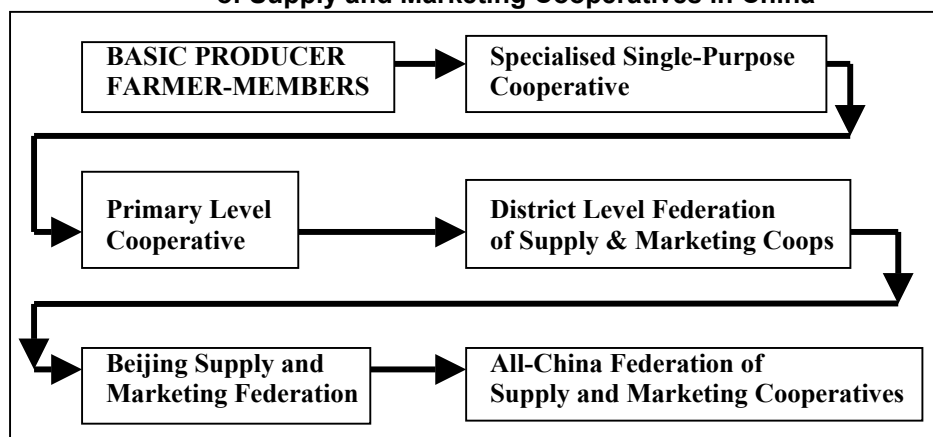 of Supply and Marketing Cooperatives in China
BASIC PRODUCER
FARMER-MEMBERS
Specialised Single-Purpose
Cooperative
Primary Level
Cooperative
District Level Federation
of Supply & Marketing Coops
Beijing Supply and
Marketing Federation
All-China Federation of
Supply and Marketing Cooperatives